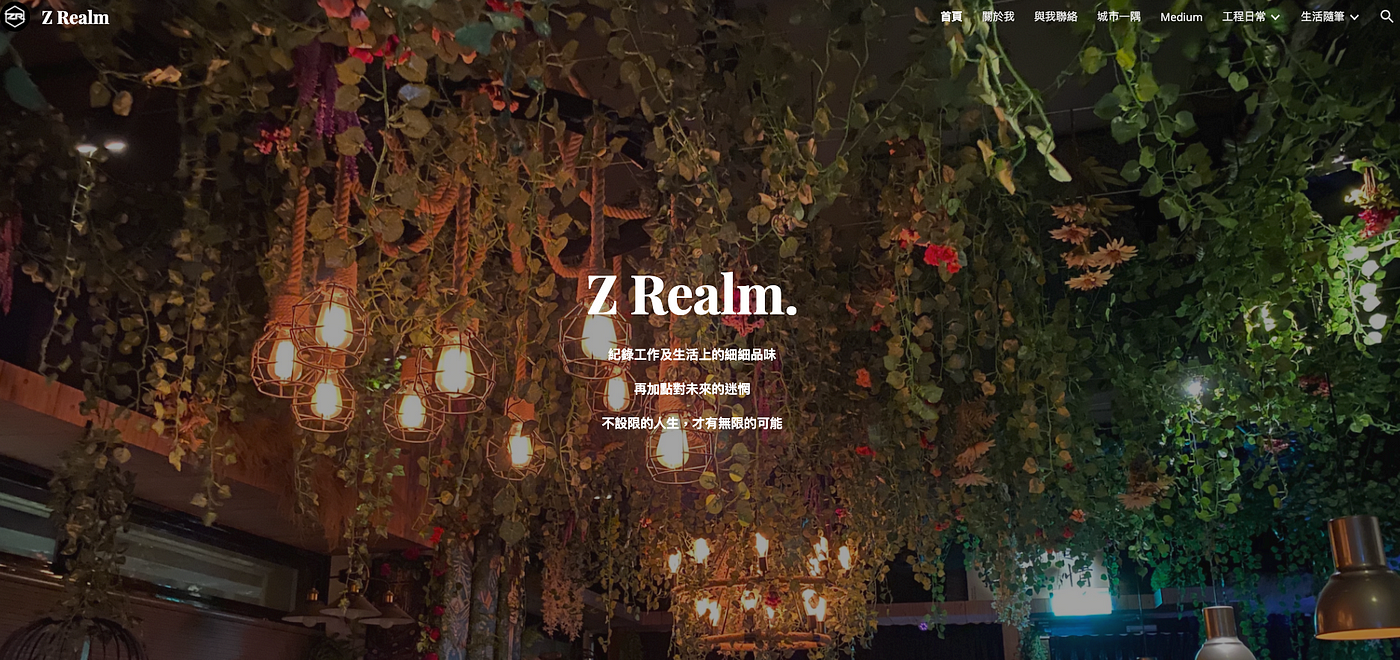 ZR
Z Realm
首頁 關於我 與我聯絡 城市一隅 Medium 工程日常 生活隨筆
Z Realm.
紀錄工作及生活上的細細品味
再加點對未來的迷惘
不設限的人生，才有無限的可能